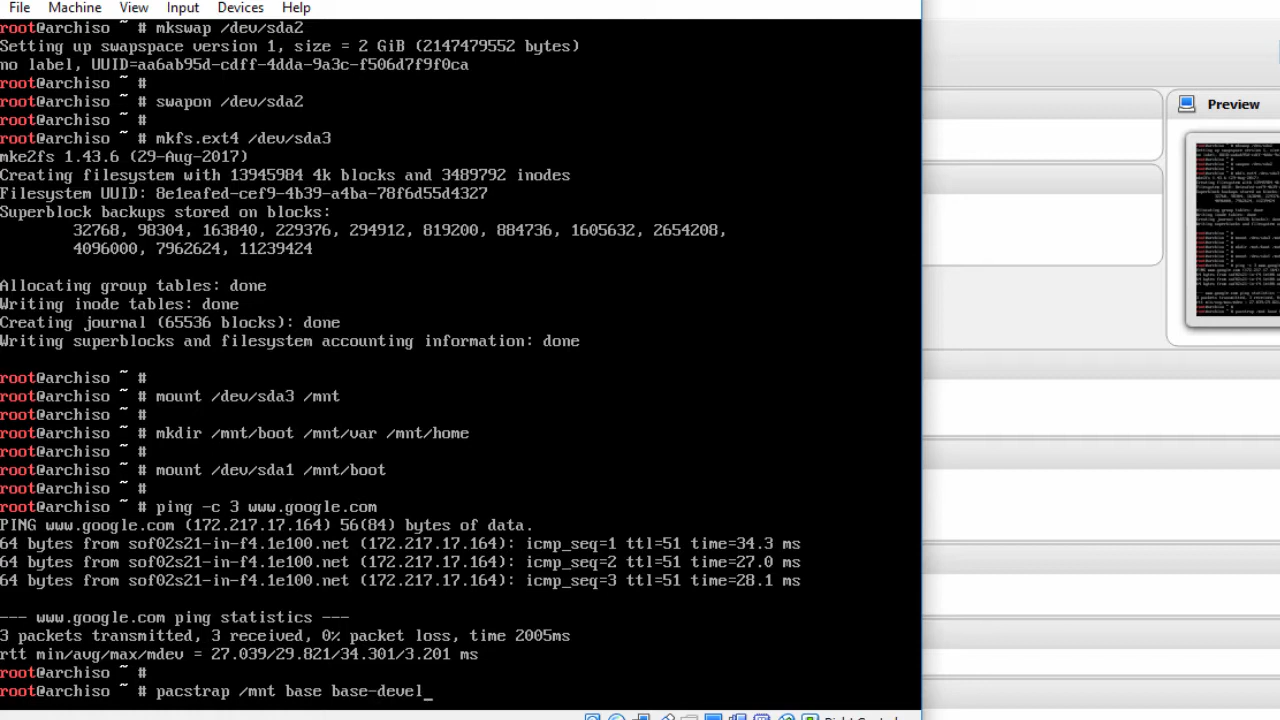 File Machine View Input Devices Help
root@archiso ~ # mkswap /dev/sda2
Setting up swapspace version 1, size = 2 GiB (2147479552 bytes)
no label, UUID=aa6ab95d-cdff-4dda-9a3c-f506d7f9f0ca
root@archiso ~ #
root@archiso ~ # swapon /dev/sda2
root@archiso ~ #
root@archiso ~ # mkfs.ext4 /dev/sda3
mke2fs 1.43.6 (29-Aug-2017)
Creating filesystem with 13945984 4k blocks and 3489792 inodes
Filesystem UUID: 8e1eafed-cef9-4b39-a4ba-78f6d55d4327
Superblock backups stored on blocks:
32768, 98304, 163840, 229376, 294912, 819200, 884736, 1605632, 2654208,
4096000, 7962624, 11239424
Allocating group tables: done
Writing inode tables: done
Creating journal (65536 blocks): done
Writing superblocks and filesystem accounting information: done
root@archiso ~ #
root@archiso ~ # mount /dev/sda3 /mnt
root@archiso ~ #
root@archiso ~ # mkdir /mnt/boot /mnt/var /mnt/home
root@archiso ~ #
root@archiso ~ # mount /dev/sda1 /mnt/boot
root@archiso ~ #
root@archiso ~ # ping -c 3 www.google.com
PING www.google.com (172.217.17.164) 56(84) bytes of data.
64 bytes from sof02s21-in-f4.1e100.net (172.217.17.164): icmp_seq=1 ttl=51 time=34.3 ms
64 bytes from sof02s21-in-f4.1e100.net (172.217.17.164): icmp_seq=2 ttl=51 time=27.0 ms
64 bytes from sof02s21-in-f4.1e100.net (172.217.17.164): icmp_seq=3 ttl=51 time=28.1 ms
--- www.google.com ping statistics ---
3 packets transmitted, 3 received, 0% packet loss, time 2005ms
rtt min/avg/max/mdev = 27.039/29.821/34.301/3.201 ms
root@archiso ~ #
root@archiso ~ # pacstrap /mnt base base-devel_
Preview